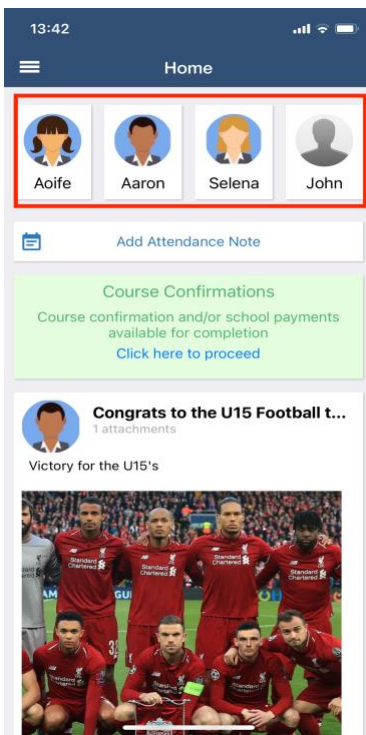 13:42
Home
Aoife Aaron Selena John
Add Attendance Note
Course Confirmations
Course confirmation and/or school payments
available for completion
Click here to proceed
Congrats to the U15 Football t...
1 attachments
Victory for the U15's
Standard
Chartered
Standard
Chartered
Standard
Chartered
Standard
Chartered